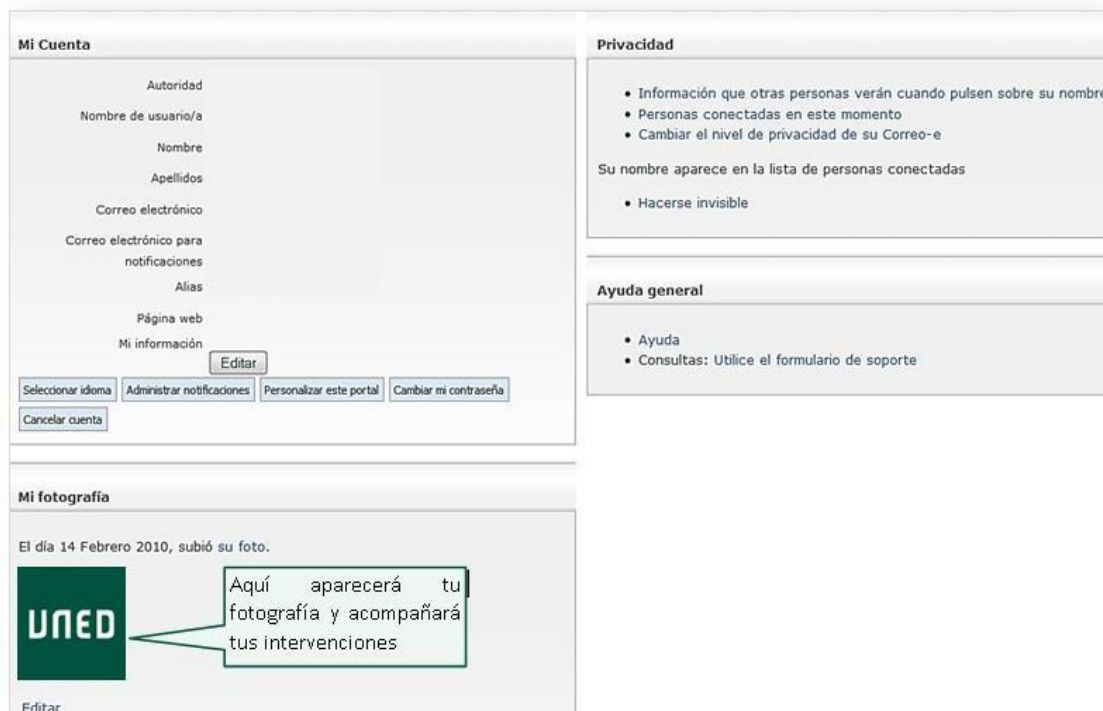 Mi Cuenta
Autoridad
Nombre de usuario/a
Nombre
Apellidos
Correo electrónico
Correo electrónico para
notificaciones
Alias
Página web
Mi información
Editar
Seleccionar idioma Administrar notificaciones Personalizar este portal Cambiar mi contraseña
Cancelar cuenta
Mi fotografía
El día 14 Febrero 2010, subió su foto.
UNED
Aquí aparecerá tu
fotografía y acompañará
tus intervenciones
Editar
Privacidad
• Información que otras personas verán cuando pulsen sobre su nombre
• Personas conectadas en este momento
• Cambiar el nivel de privacidad de su Correo-e
Su nombre aparece en la lista de personas conectadas
• Hacerse invisible
Ayuda general
• Ayuda
• Consultas: Utilice el formulario de soporte